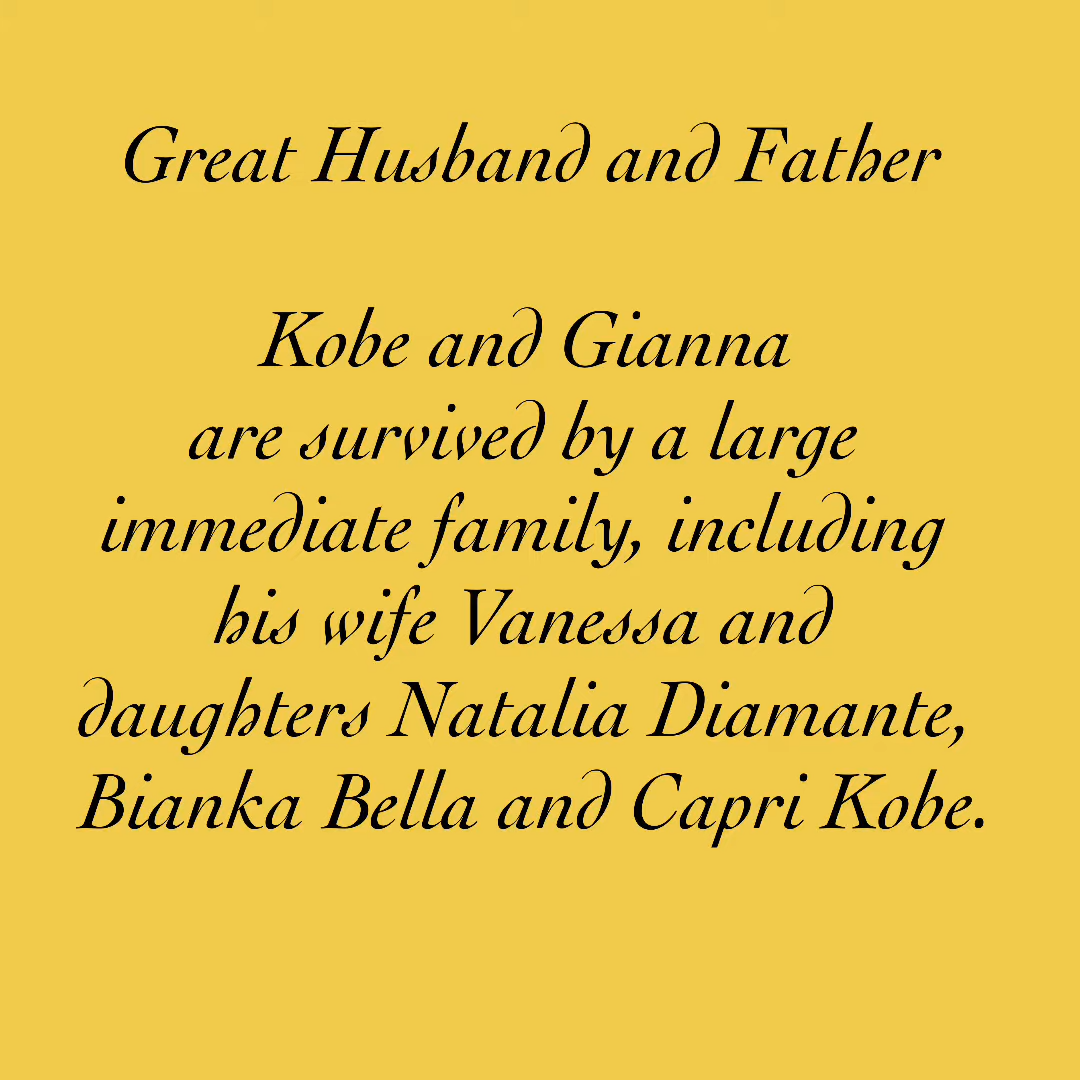 Great Husband and Father
Kobe and Gianna
are survived by a large
immediate family, including
his wife Vanessa and
daughters Natalia Diamante,
Bianka Bella and Capri Kobe.